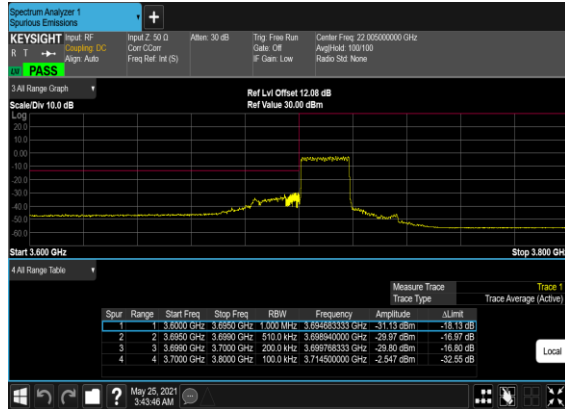 Spectrum Analyzer 1
Spurious Emissions
+
KEYSIGHT Input: RF Input Z: 50 Ω Atten: 30 dB Trig: Free Run Center Freq: 22.005000000 GHz
R T Coupling: DC Corr CCorr Gate: Off Avg|Hold: 100/100
Align: Auto Freq Ref: Int (S) IF Gain: Low Radio Std: None
LV PASS
3 All Range Graph
Ref Lvl Offset 12.08 dB
Scale/Div 10.0 dB Ref Value 30.00 dBm
Log
20.0
10.0
0.00
-10.0
-20.0
-30.0
-40.0
-50.0
-60.0
Start 3.600 GHz Stop 3.800 GHz
4 All Range Table
Measure Trace Trace 1
Trace Type Trace Average (Active)
Spur Range Start Freq Stop Freq RBW Frequency Amplitude ΔLimit
1 1 3.6000 GHz 3.6950 GHz 1.000 MHz 3.694683333 GHz -31.13 dBm -18.13 dB
2 2 3.6950 GHz 3.6990 GHz 510.0 kHz 3.698940000 GHz -29.97 dBm -16.97 dB
3 3 3.6990 GHz 3.7000 GHz 200.0 kHz 3.699768333 GHz -29.80 dBm -16.80 dB
4 4 3.7000 GHz 3.8000 GHz 100.0 kHz 3.714500000 GHz -2.547 dBm -32.55 dB
Local
?
May 25, 2021
3:43:46 AM